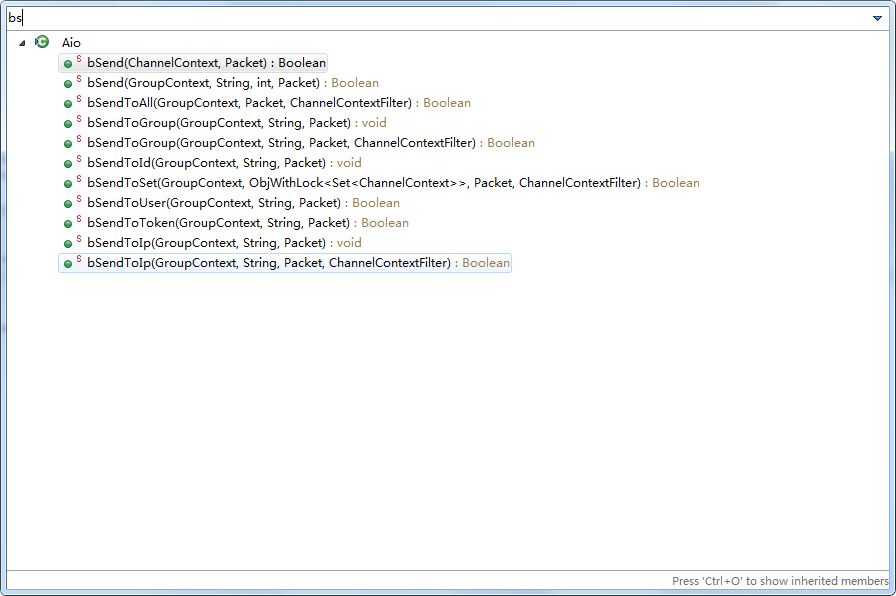 bs
Aio
S bSend(ChannelContext, Packet) : Boolean
S bSend(GroupContext, String, int, Packet) : Boolean
S bSendToAll(GroupContext, Packet, ChannelContextFilter) : Boolean
S bSendToGroup(GroupContext, String, Packet) : void
S bSendToGroup(GroupContext, String, Packet, ChannelContextFilter) : Boolean
S bSendToId(GroupContext, String, Packet) : void
S bSendToSet(GroupContext, ObjWithLock<Set<ChannelContext>>, Packet, ChannelContextFilter) : Boolean
S bSendToUser(GroupContext, String, Packet) : Boolean
S bSendToToken(GroupContext, String, Packet) : Boolean
S bSendToIp(GroupContext, String, Packet) : void
S bSendToIp(GroupContext, String, Packet, ChannelContextFilter) : Boolean
Press 'Ctrl+O' to show inherited members